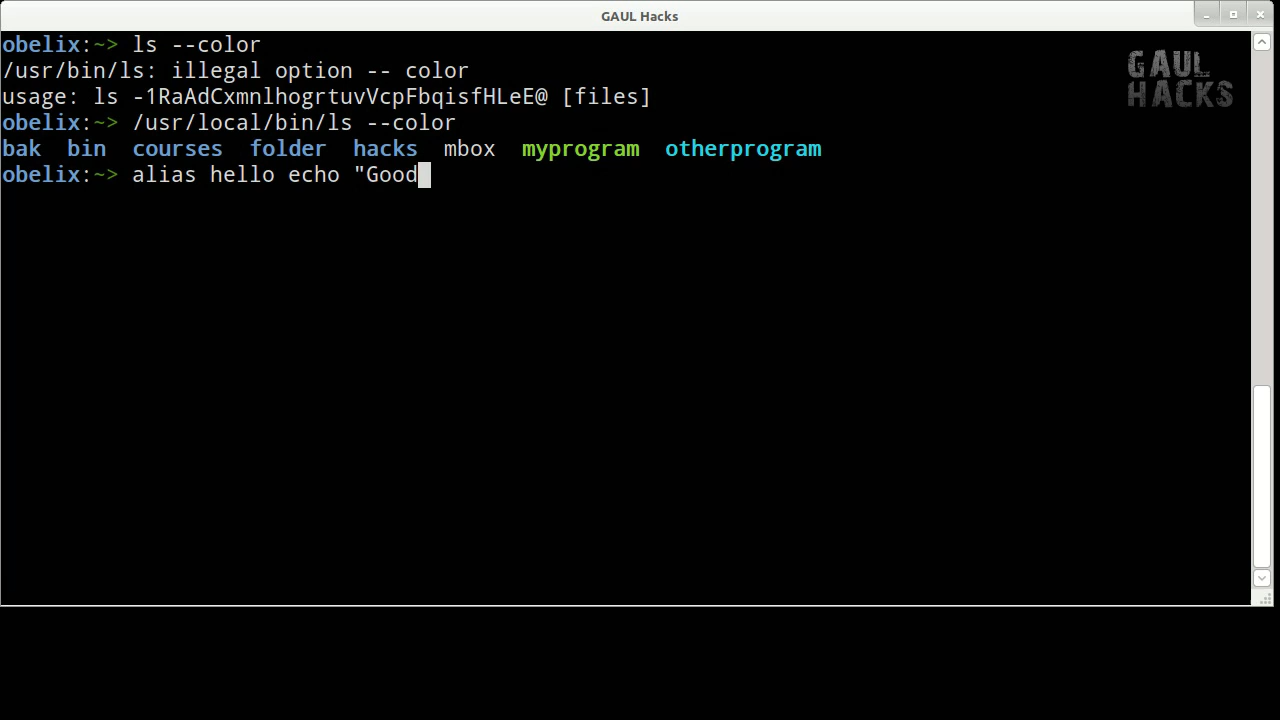 GAUL Hacks
obelix:~> ls --color
/usr/bin/ls: illegal option -- color
usage: ls -1RaAdCxmnlhogrtuvVcpFbqisfHLeE@ [files]
obelix:~> /usr/local/bin/ls --color
bak  bin  courses  folder  hacks  mbox  myprogram  otherprogram
obelix:~> alias hello echo "Good
GAUL
HACKS